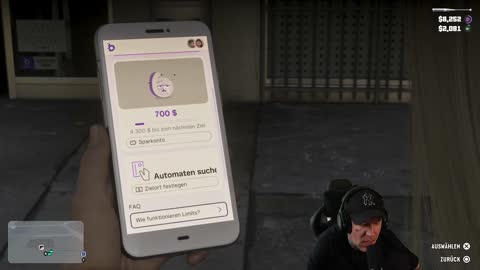 $8,252
$2,081
b
700 $
4.300 $ bis zum nächsten Ziel
Sparkonto
Automaten suche
Zielort festlegen
FAQ
Wie funktionieren Limits?
AUSWÄHLEN
ZURÜCK